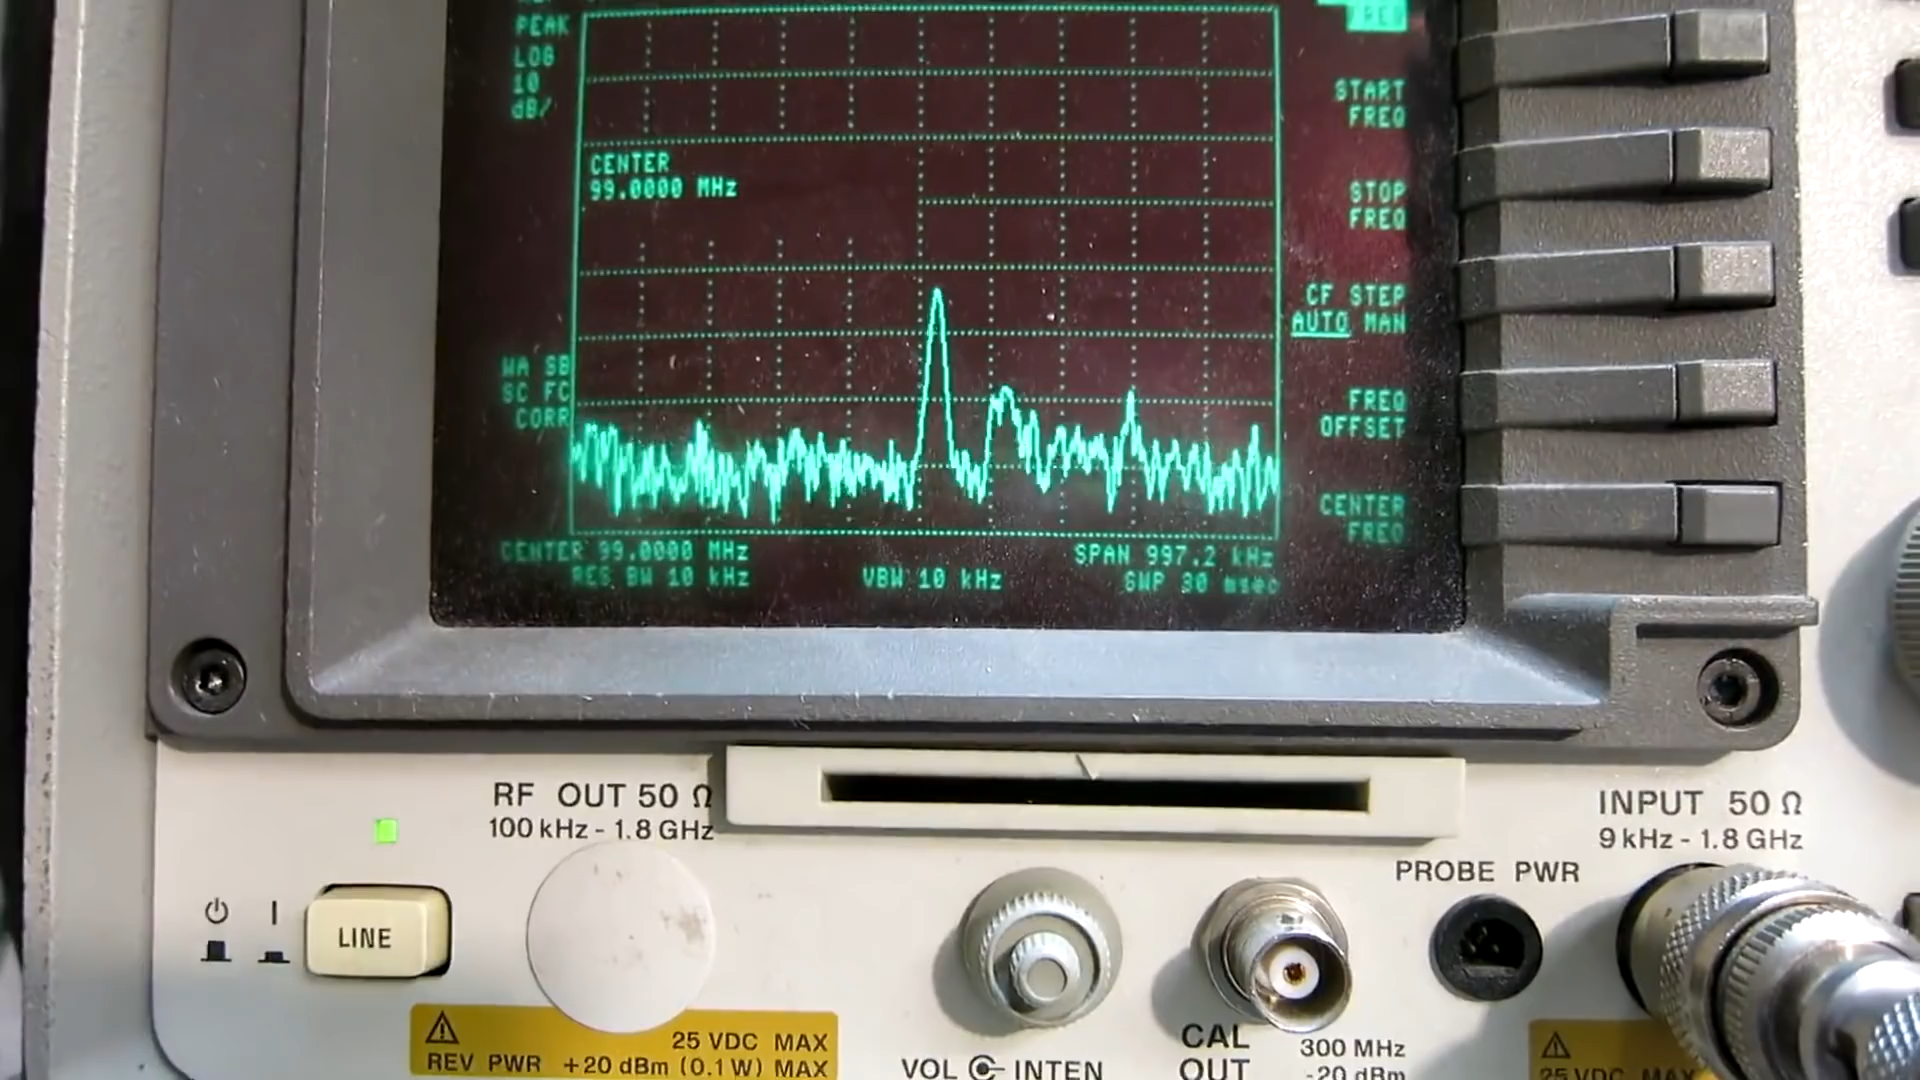 PEAK
LOG
10
dB/
START
FREQ
CENTER
99.0000 MHz
STOP
FREQ
CF STEP
AUTO MAN
WA SB
SC FC
CORR
FREQ
OFFSET
CENTER
FREQ
CENTER 99.0000 MHz
SPAN 997.2 kHz
RES BW 10 kHz
VBW 10 kHz
SWP 30 msec
RF OUT 50 Ω
100 kHz - 1.8 GHz
INPUT 50 Ω
9 kHz - 1.8 GHz
PROBE PWR
LINE
25 VDC MAX
REV PWR +20 dBm (0.1 W) MAX
VOL INTEN
CAL
OUT
300 MHz
-20 dBm
25 VDC MAX